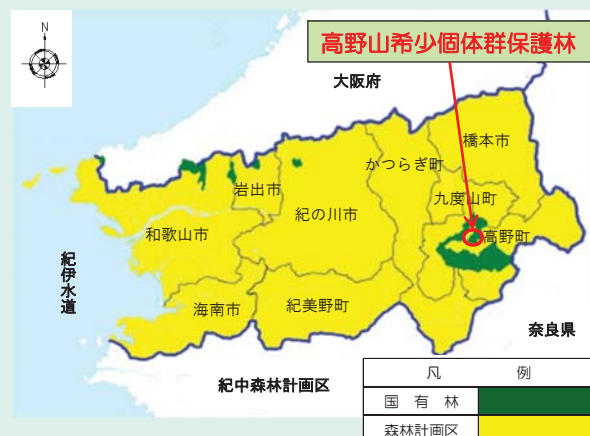 N
高野山希少個体群保護林
大阪府
橋本市
かつらぎ町
岩出市
九度山町
紀の川市
和歌山市
高野町
紀伊水道
海南市
紀美野町
奈良県
紀中森林計画区
凡 例
国 有 林
森林計画区